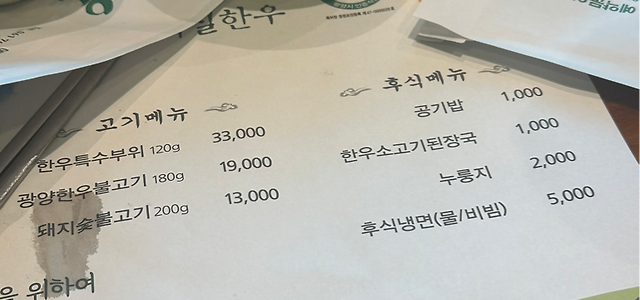 한우
고기메뉴
한우특수부위 120g 33,000
광양한우불고기 180g 19,000
돼지숯불고기 200g 13,000
후식메뉴
공기밥 1,000
한우소고기된장국 1,000
누룽지 2,000
후식냉면(물/비빔) 5,000
위하여